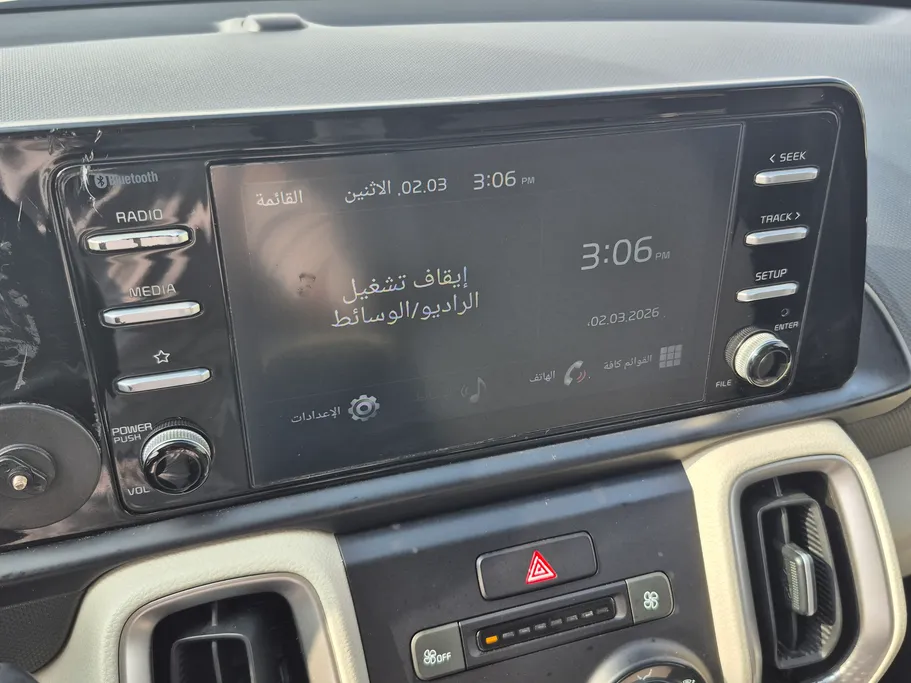 Bluetooth
RADIO
MEDIA
POWER
PUSH
VOL
القائمة
الاثنين ,02.03.
3:06 PM
إيقاف تشغيل
الراديو/الوسائط
3:06 PM
02.03.2026.
القوائم كافة
الهاتف
الإعدادات
< SEEK
TRACK >
SETUP
ENTER
FILE
OFF